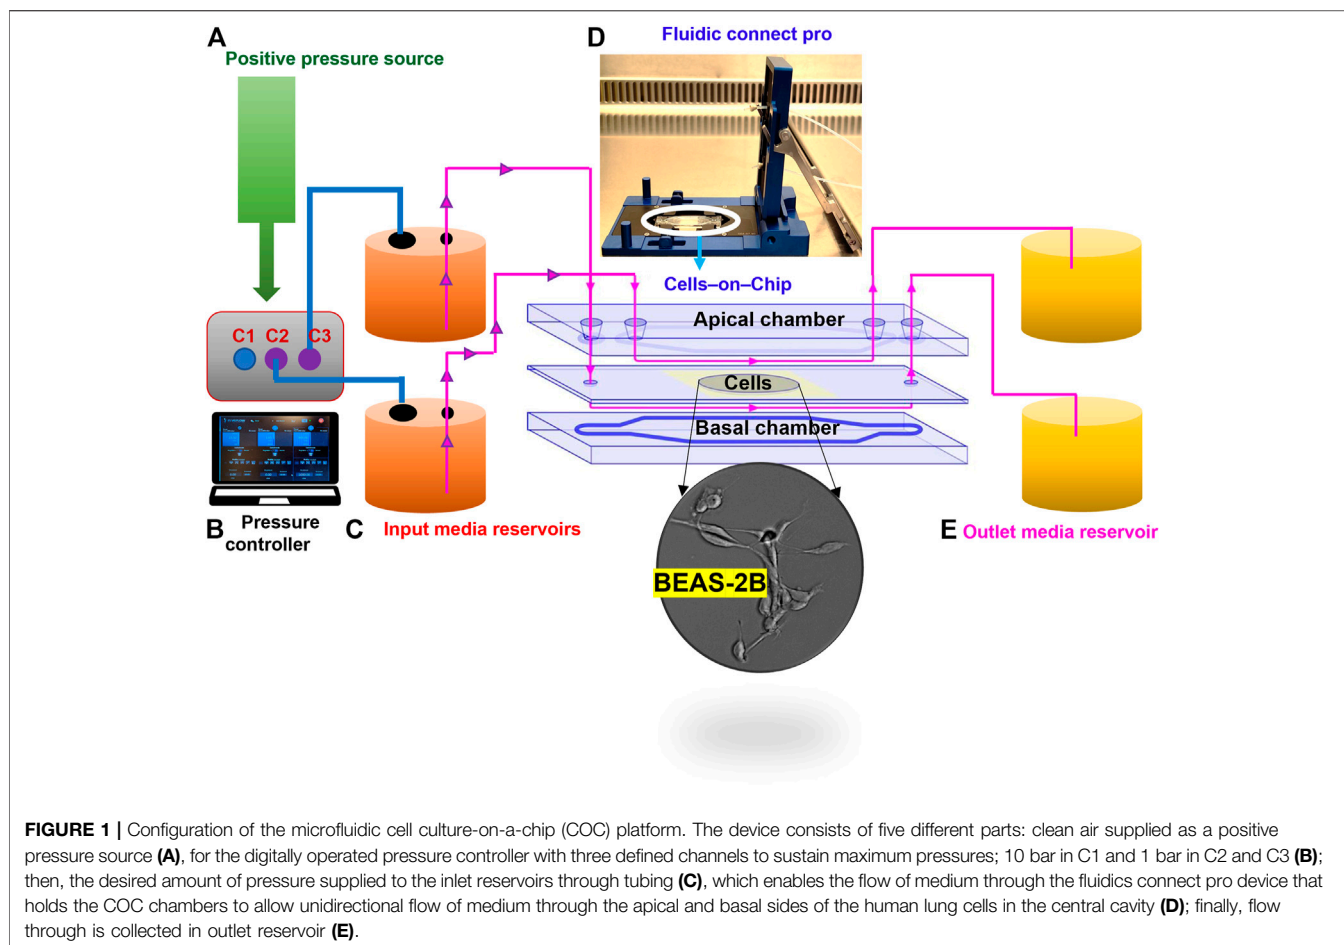 A
Positive pressure source
D
Fluidic connect pro
Cells–on–Chip
C1
C2
C3
Apical chamber
Cells
Basal chamber
B
Pressure
controller
C
Input media reservoirs
BEAS-2B
E
Outlet media reservoir
FIGURE 1 | Configuration of the microfluidic cell culture-on-a-chip (COC) platform. The device consists of five different parts: clean air supplied as a positive
pressure source (A), for the digitally operated pressure controller with three defined channels to sustain maximum pressures; 10 bar in C1 and 1 bar in C2 and C3 (B);
then, the desired amount of pressure supplied to the inlet reservoirs through tubing (C), which enables the flow of medium through the fluidics connect pro device that
holds the COC chambers to allow unidirectional flow of medium through the apical and basal sides of the human lung cells in the central cavity (D); finally, flow
through is collected in outlet reservoir (E).